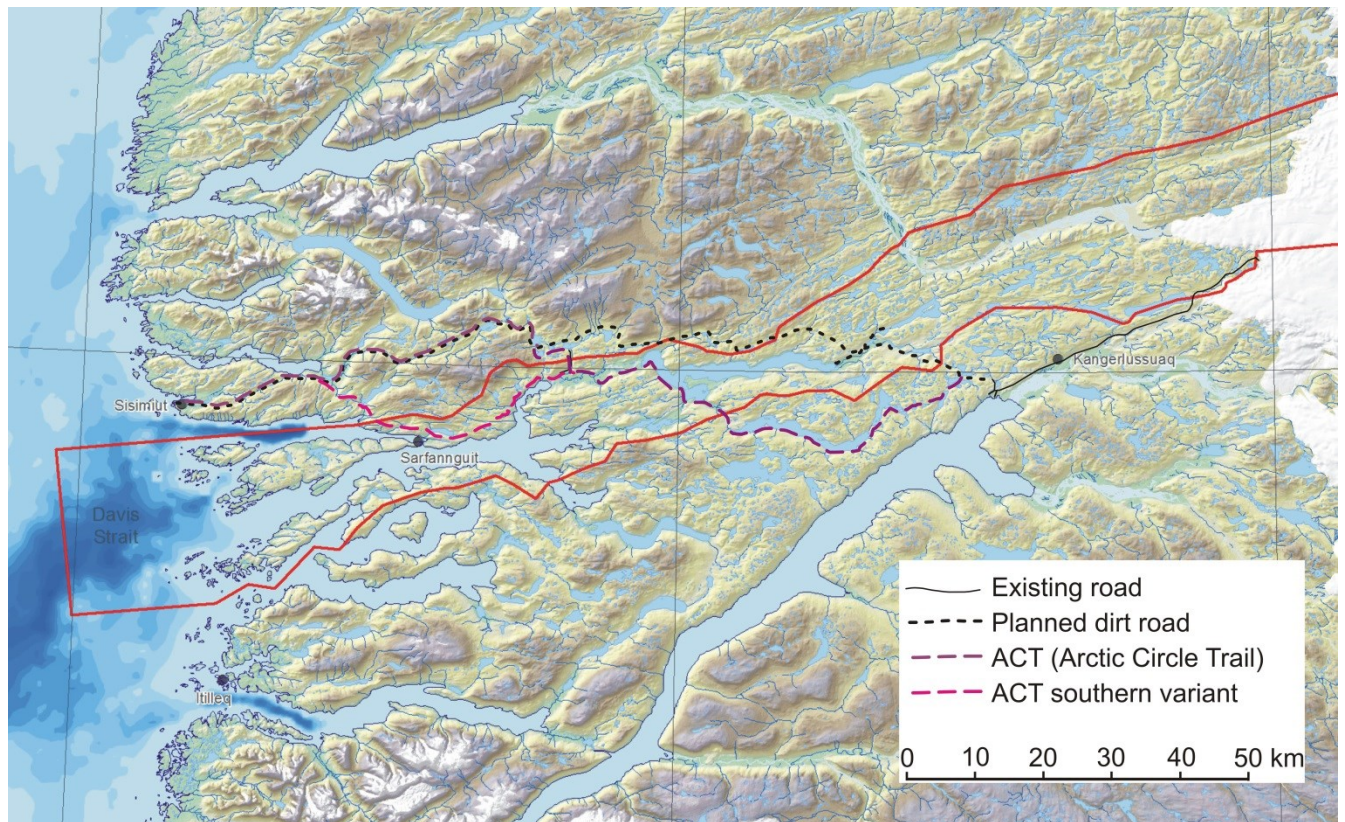 Kangerlussuaq
Sisimiut
Sarfannguit
Davis
Strait
Itilleq
Existing road
Planned dirt road
ACT (Arctic Circle Trail)
ACT southern variant
0 10 20 30 40 50 km